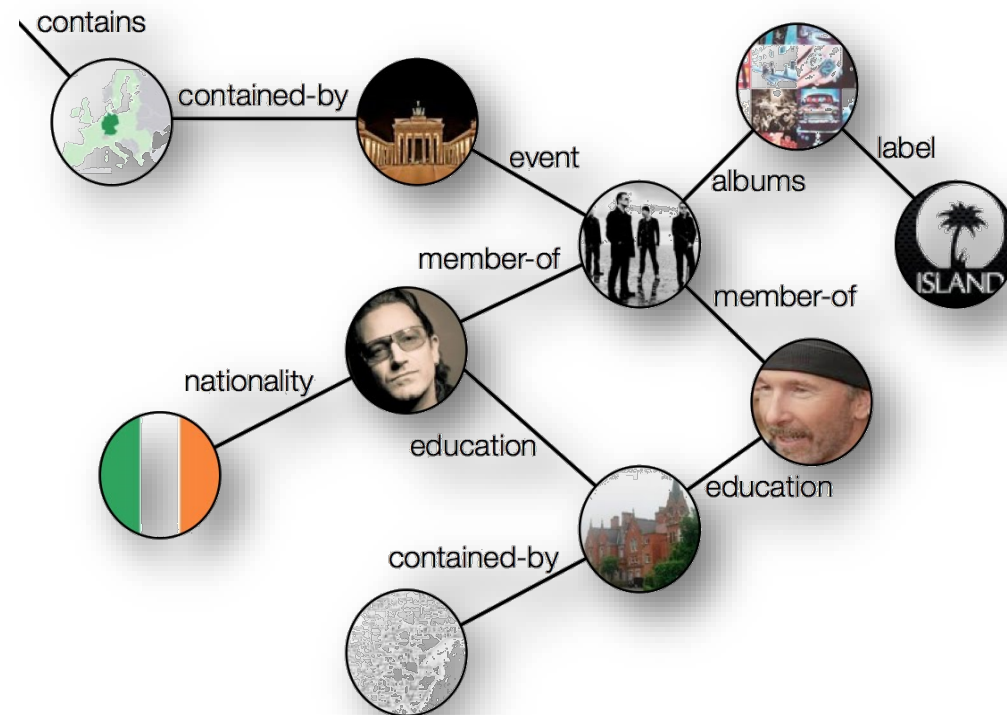 contains
contained-by
event
albums
label
ISLAND
member-of
member-of
nationality
education
education
contained-by